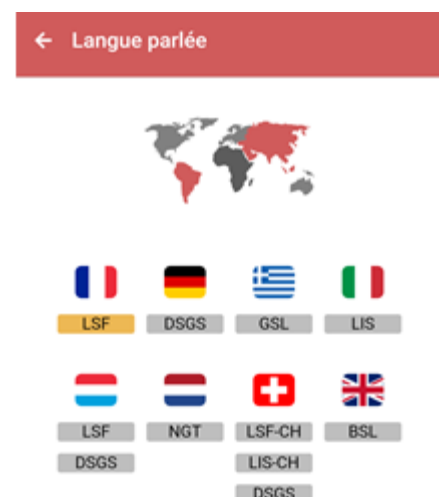 ← Langue parlée
LSF DSGS GSL LIS
LSF NGT LSF-CH BSL
DSGS LIS-CH
DSGS